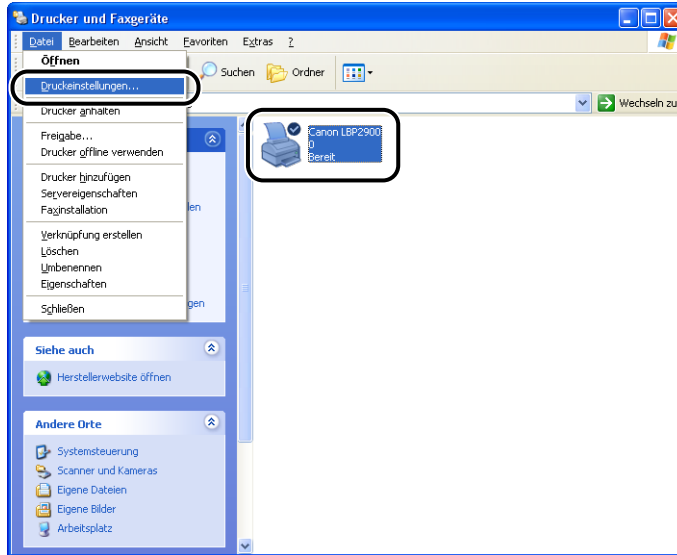 Drucker und Faxgeräte
Datei Bearbeiten Ansicht Favoriten Extras ?
Öffnen
Druckeinstellungen...
Suchen Ordner
Drucker anhalten
Wechseln zu
Freigabe...
Drucker offline verwenden
Drucker hinzufügen
Servereigenschaften
Faxinstallation
Verknüpfung erstellen
Löschen
Umbenennen
Eigenschaften
Schließen
Canon LBP2900
0
Bereit
len
gen
Siehe auch
Herstellerwebsite öffnen
Andere Orte
Systemsteuerung
Scanner und Kameras
Eigene Dateien
Eigene Bilder
Arbeitsplatz